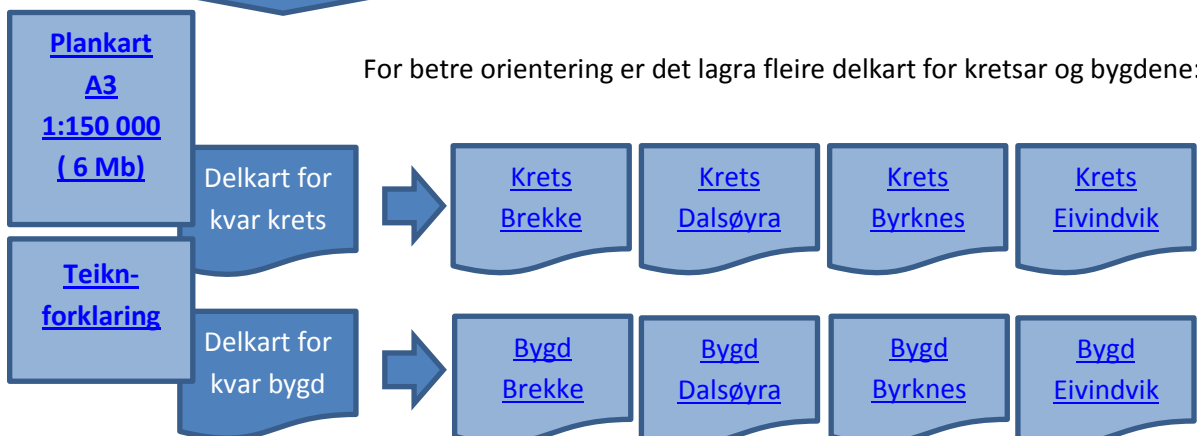 Plankart
A3
1:150 000
( 6 Mb)
For betre orientering er det lagra fleire delkart for kretsar og bygdene:
Delkart for
kvar krets
Krets
Brekke
Krets
Dalsøyra
Krets
Byrknes
Krets
Eivindvik
Teikn-
forklaring
Delkart for
kvar bygd
Bygd
Brekke
Bygd
Dalsøyra
Bygd
Byrknes
Bygd
Eivindvik